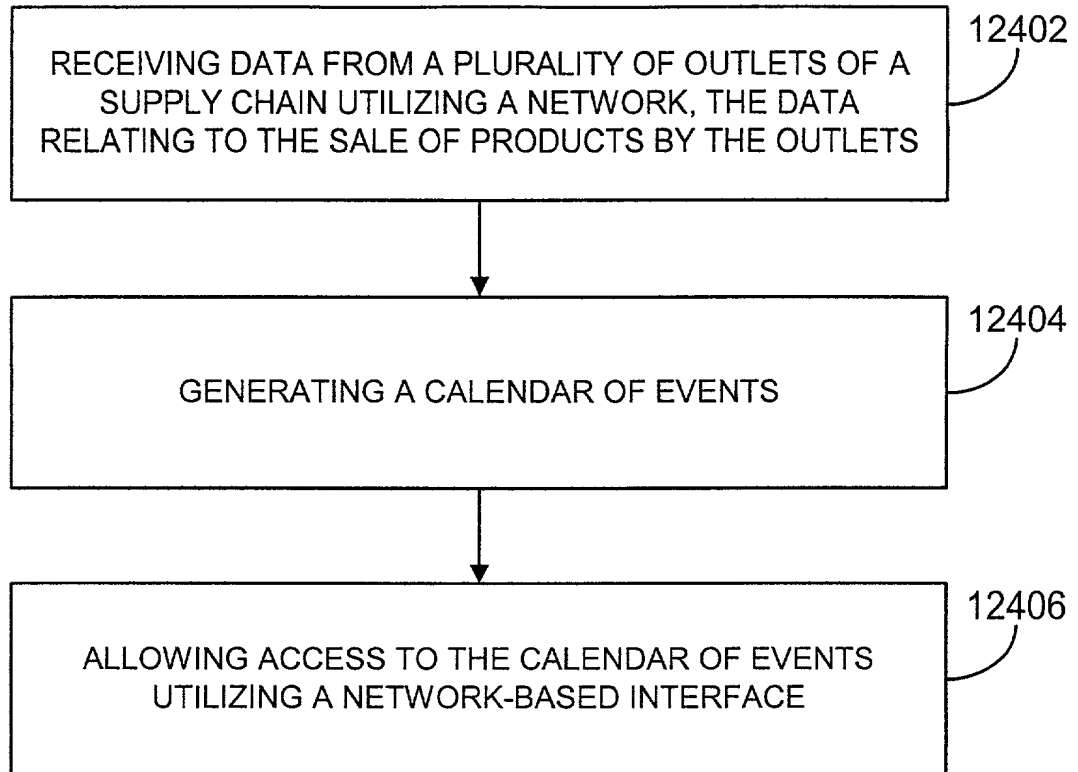 12402
RECEIVING DATA FROM A PLURALITY OF OUTLETS OF A
SUPPLY CHAIN UTILIZING A NETWORK, THE DATA
RELATING TO THE SALE OF PRODUCTS BY THE OUTLETS
12404
GENERATING A CALENDAR OF EVENTS
12406
ALLOWING ACCESS TO THE CALENDAR OF EVENTS
UTILIZING A NETWORK-BASED INTERFACE